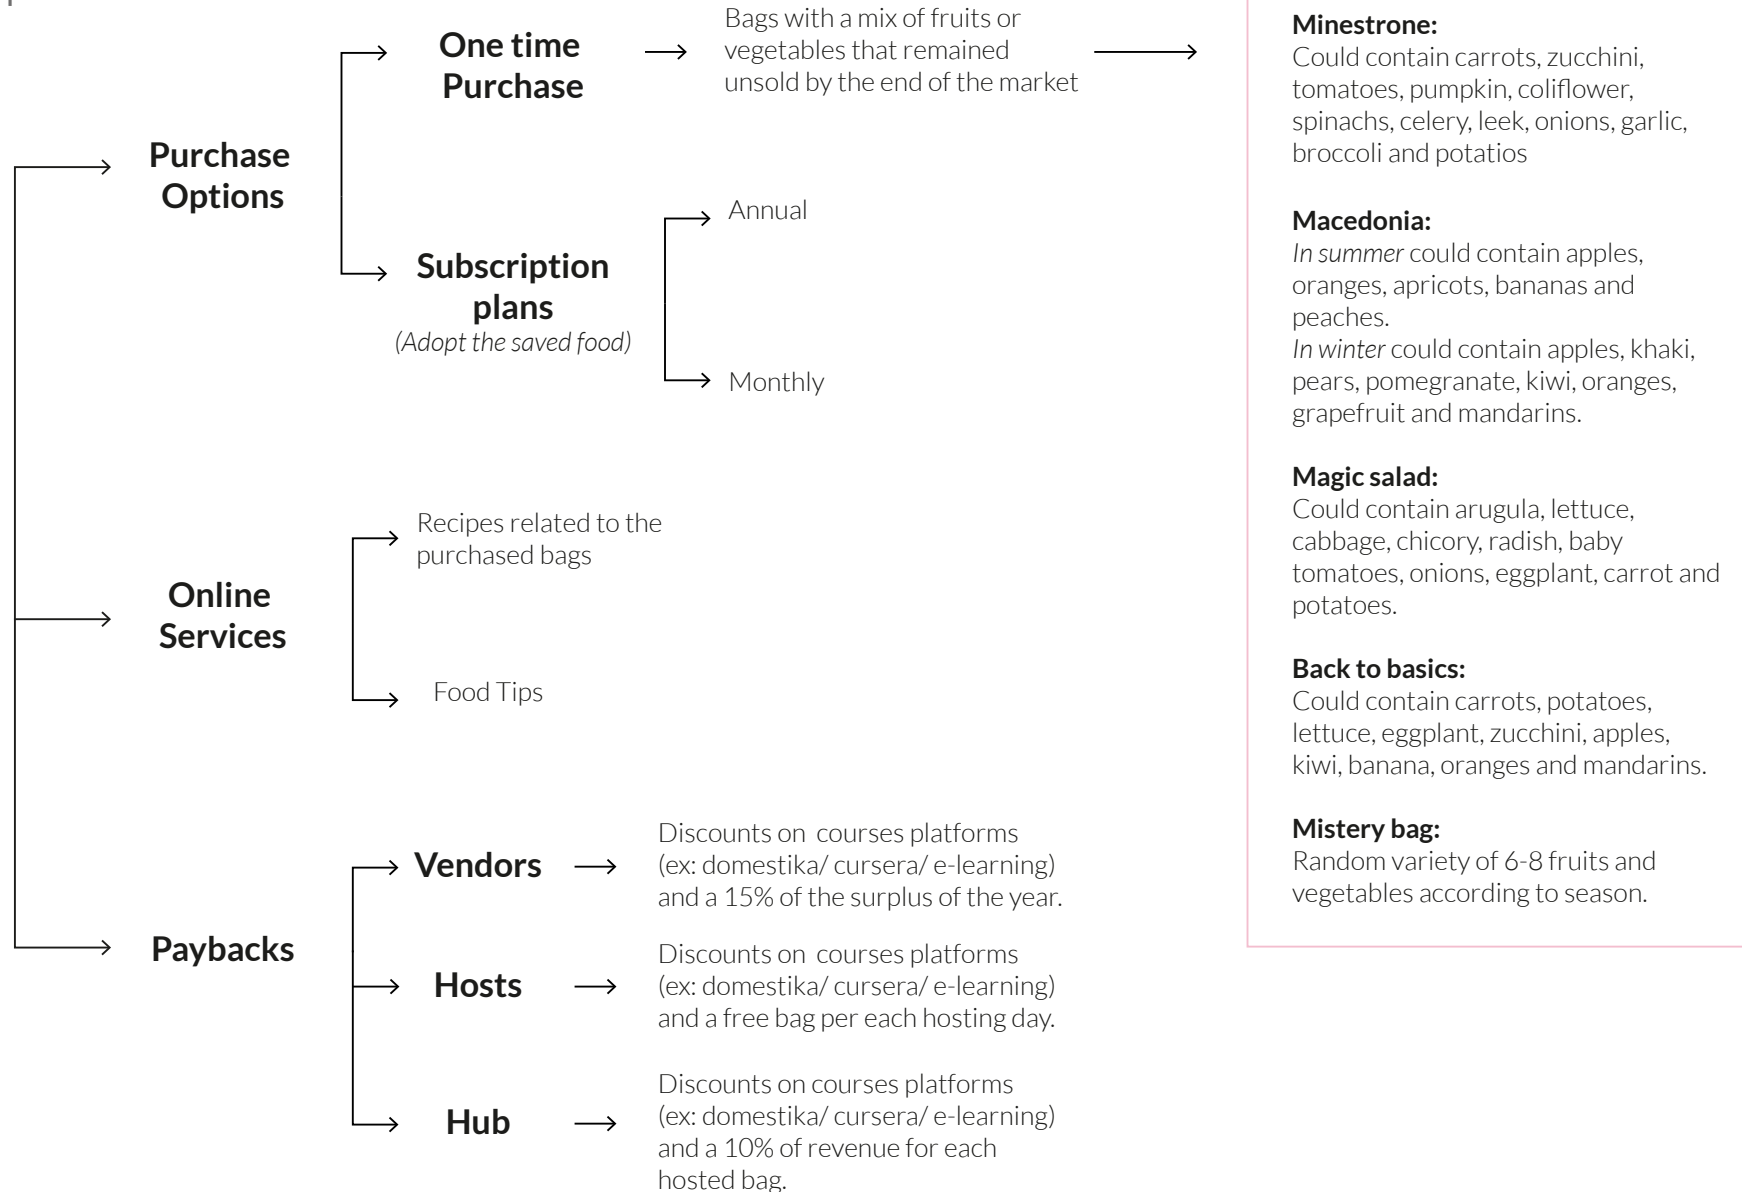 One time
Purchase
Bags with a mix of fruits or
vegetables that remained
unsold by the end of the market
Purchase
Options
Subscription
plans
(Adopt the saved food)
Annual
Monthly
Online
Services
Recipes related to the
purchased bags
Food Tips
Paybacks
Vendors
Discounts on courses platforms
(ex: domestika/ cursera/ e-learning)
and a 15% of the surplus of the year.
Hosts
Discounts on courses platforms
(ex: domestika/ cursera/ e-learning)
and a free bag per each hosting day.
Hub
Discounts on courses platforms
(ex: domestika/ cursera/ e-learning)
and a 10% of revenue for each
hosted bag.
Minestrone:
Could contain carrots, zucchini,
tomatoes, pumpkin, coliflower,
spinachs, celery, leek, onions, garlic,
broccoli and potatios
Macedonia:
In summer could contain apples,
oranges, apricots, bananas and
peaches.
In winter could contain apples, khaki,
pears, pomegranate, kiwi, oranges,
grapefruit and mandarins.
Magic salad:
Could contain arugula, lettuce,
cabbage, chicory, radish, baby
tomatoes, onions, eggplant, carrot and
potatoes.
Back to basics:
Could contain carrots, potatoes,
lettuce, eggplant, zucchini, apples,
kiwi, banana, oranges and mandarins.
Mistery bag:
Random variety of 6-8 fruits and
vegetables according to season.